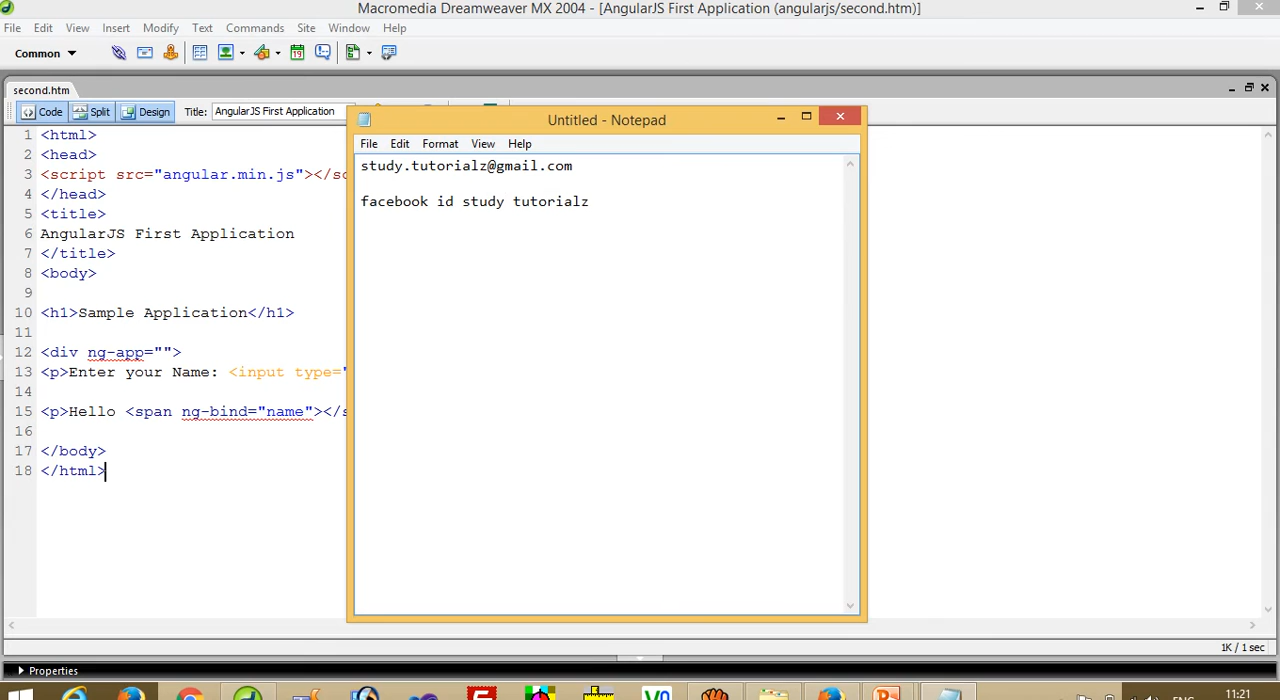 Macromedia Dreamweaver MX 2004 - [AngularJS First Application (angularjs/second.htm)]
File Edit View Insert Modify Text Commands Site Window Help
Common
second.htm
Code Split Design Title: AngularJS First Application
1 <html>
2 <head>
3 <script src="angular.min.js"></sc
4 </head>
5 <title>
6 AngularJS First Application
7 </title>
8 <body>
9
10 <h1>Sample Application</h1>
11
12 <div ng-app="">
13 <p>Enter your Name: <input type="
14
15 <p>Hello <span ng-bind="name"></s
16
17 </body>
18 </html>
Untitled - Notepad
File Edit Format View Help
study.tutorialz@gmail.com
facebook id study tutorialz
1K / 1 sec
Properties
ENG 11:21